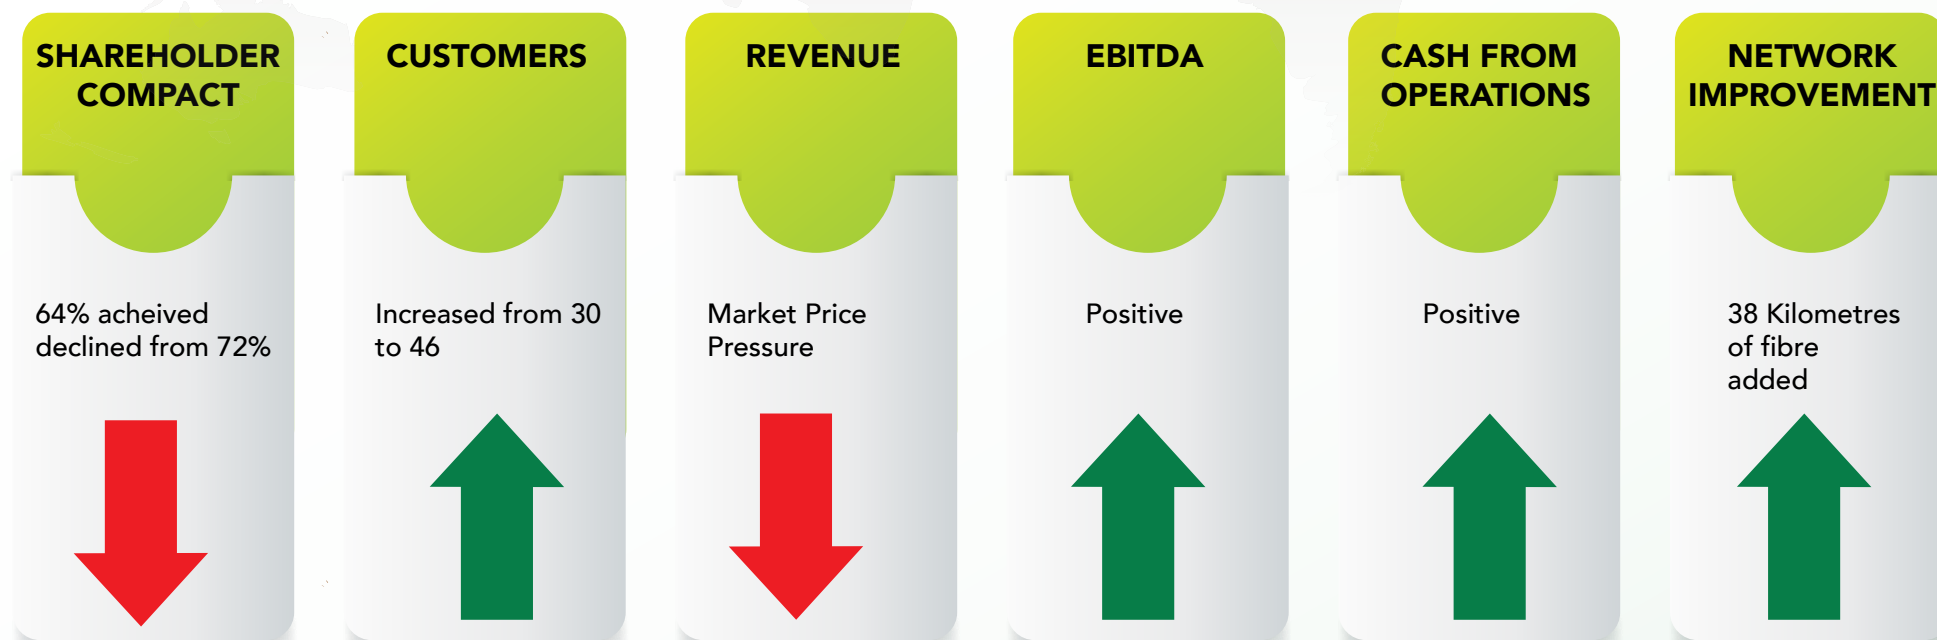 SHAREHOLDER
COMPACT
64% acheived
declined from 72%
CUSTOMERS
Increased from 30
to 46
REVENUE
Market Price
Pressure
EBITDA
Positive
CASH FROM
OPERATIONS
Positive
NETWORK
IMPROVEMENT
38 Kilometres
of fibre
added